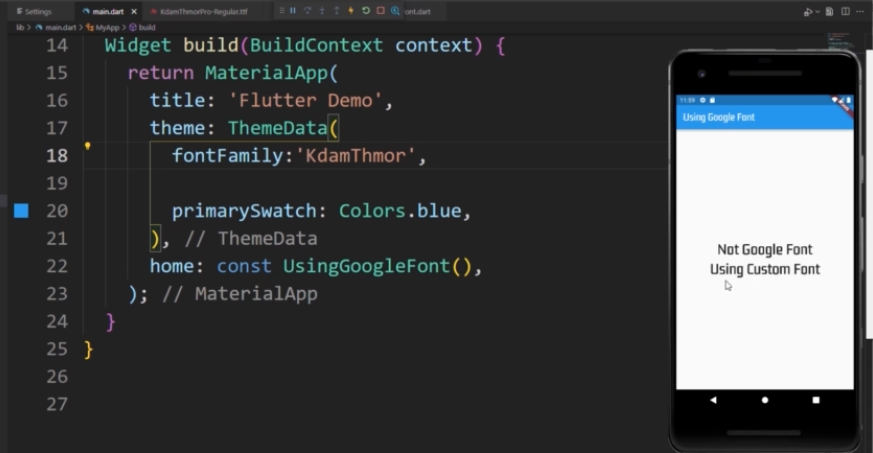 Settings
main.dart
KdamThmorPro-Regular.ttf
ont.dart
lib > main.dart > MyApp > build
14 Widget build(BuildContext context) {
15 return MaterialApp(
16 title: 'Flutter Demo',
17 theme: ThemeData(
18 fontFamily:'KdamThmor',
19
20 primarySwatch: Colors.blue,
21 ), // ThemeData
22 home: const UsingGoogleFont(),
23 ); // MaterialApp
24 }
25 }
26
27
11:59
Using Google Font
Not Google Font
Using Custom Font